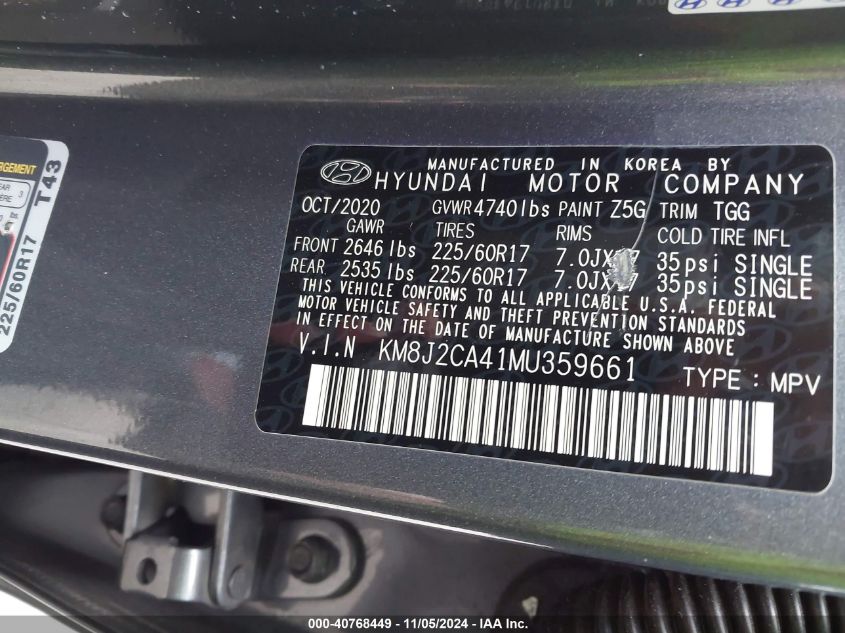 MANUFACTURED IN KOREA BY
HYUNDAI MOTOR COMPANY
OCT/2020 GVWR 4740 lbs PAINT Z5G TRIM TGG
GAWR TIRES RIMS COLD TIRE INFL
FRONT 2646 lbs 225/60R17 35psi SINGLE
REAR 2535 lbs 225/60R17 35psi SINGLE
THIS VEHICLE CONFORMS TO ALL APPLICABLE U.S.A. FEDERAL
MOTOR VEHICLE SAFETY AND THEFT PREVENTION STANDARDS
IN EFFECT ON THE DATE OF MANUFACTURE SHOWN ABOVE
V.I.N KM8J2CA41MU359661 TYPE : MPV
T43
225/60R17
000-40768449 - 11/05/2024 - IAA Inc.